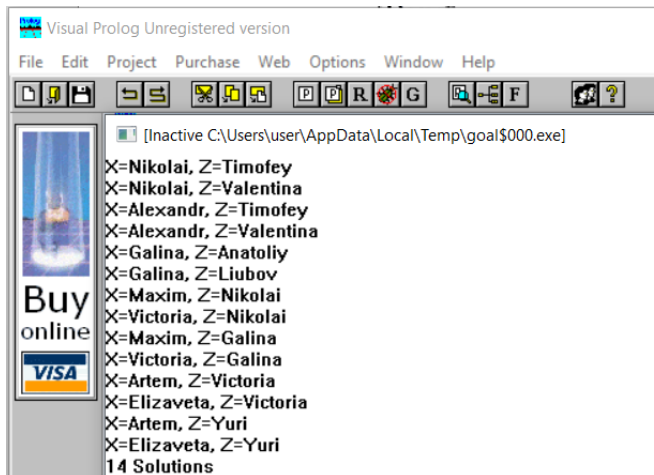 Visual Prolog Unregistered version
File Edit Project Purchase Web Options Window Help
P P R G F ?
[Inactive C:\Users\user\AppData\Local\Temp\goal$000.exe]
X=Nikolai, Z=Timofey
X=Nikolai, Z=Valentina
X=Alexandr, Z=Timofey
X=Alexandr, Z=Valentina
X=Galina, Z=Anatoliy
X=Galina, Z=Liubov
X=Maxim, Z=Nikolai
X=Victoria, Z=Nikolai
X=Maxim, Z=Galina
X=Victoria, Z=Galina
X=Artem, Z=Victoria
X=Elizaveta, Z=Victoria
X=Artem, Z=Yuri
X=Elizaveta, Z=Yuri
14 Solutions
Buy
online
VISA